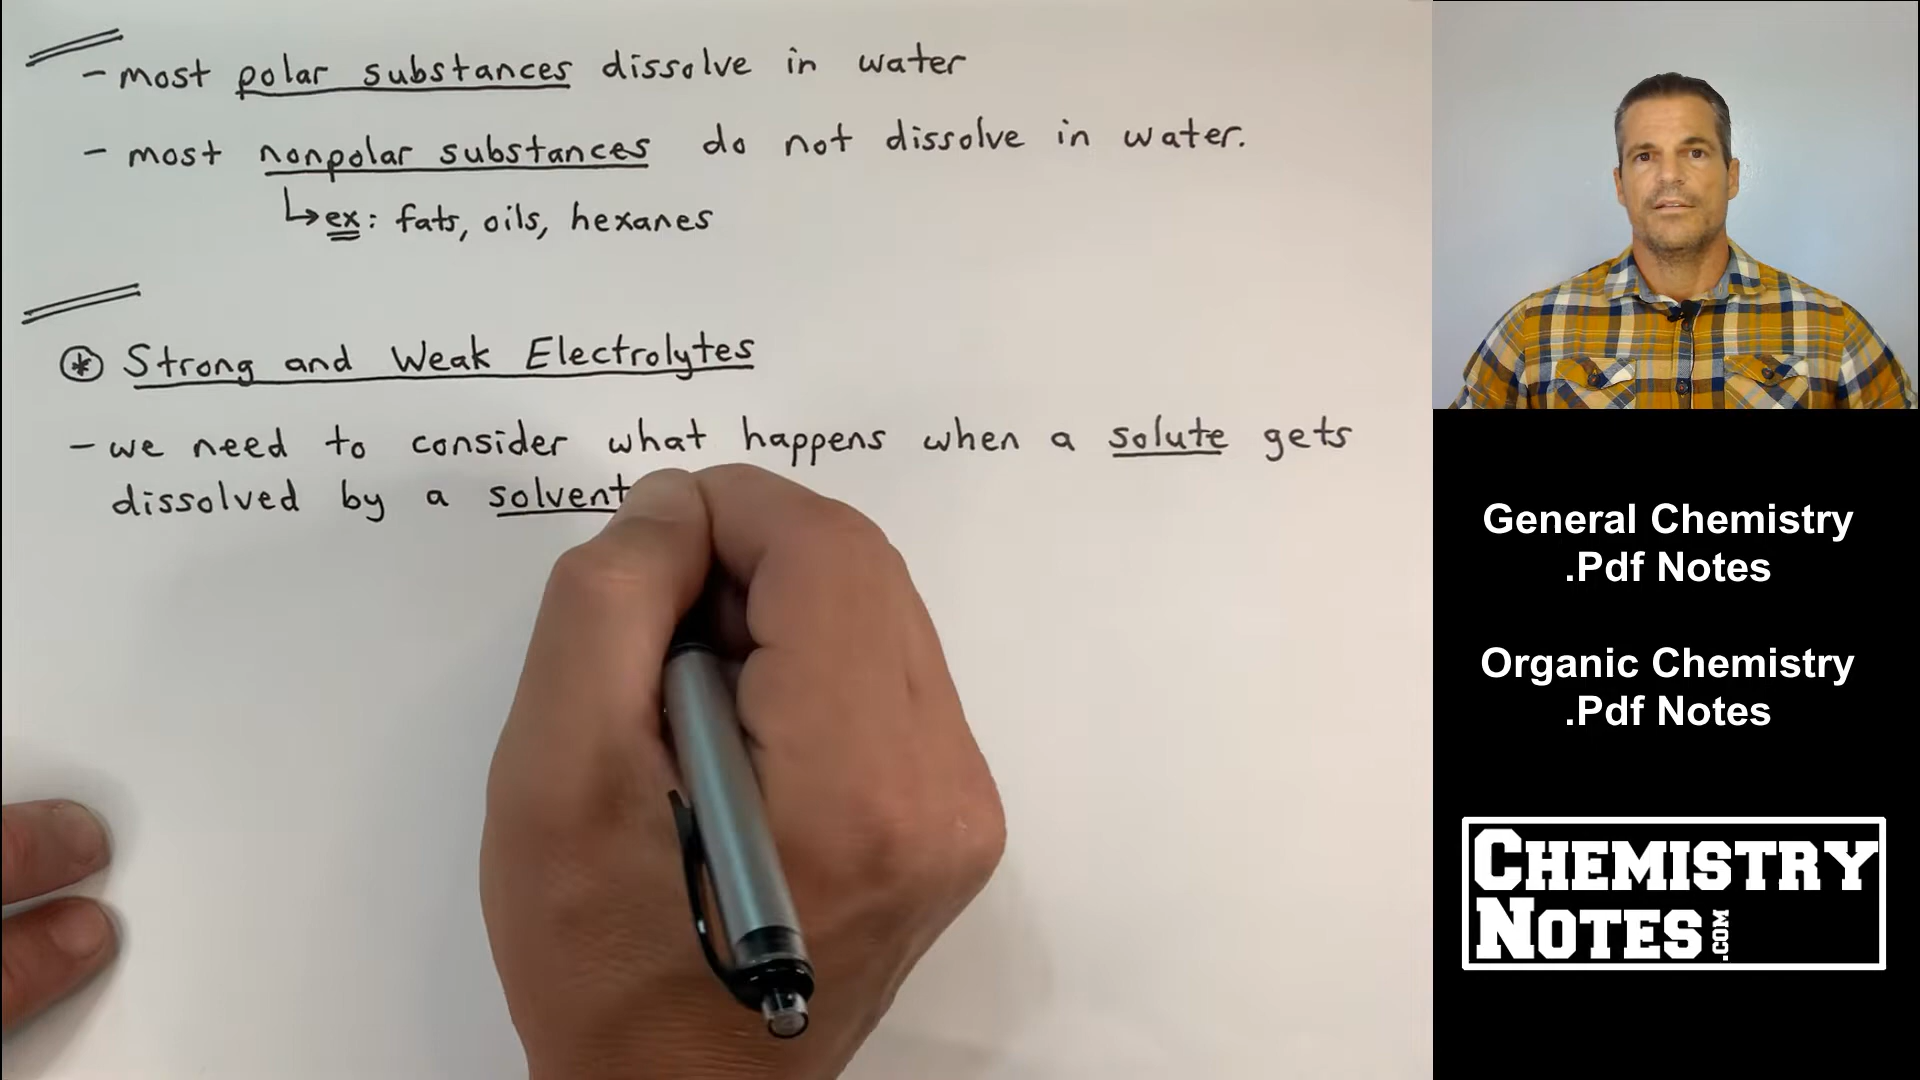 - most polar substances dissolve in water
- most nonpolar substances do not dissolve in water.
↳ ex: fats, oils, hexanes
* Strong and Weak Electrolytes
- we need to consider what happens when a solute gets
dissolved by a solvent
General Chemistry
.Pdf Notes
Organic Chemistry
.Pdf Notes
CHEMISTRY
NOTES.COM